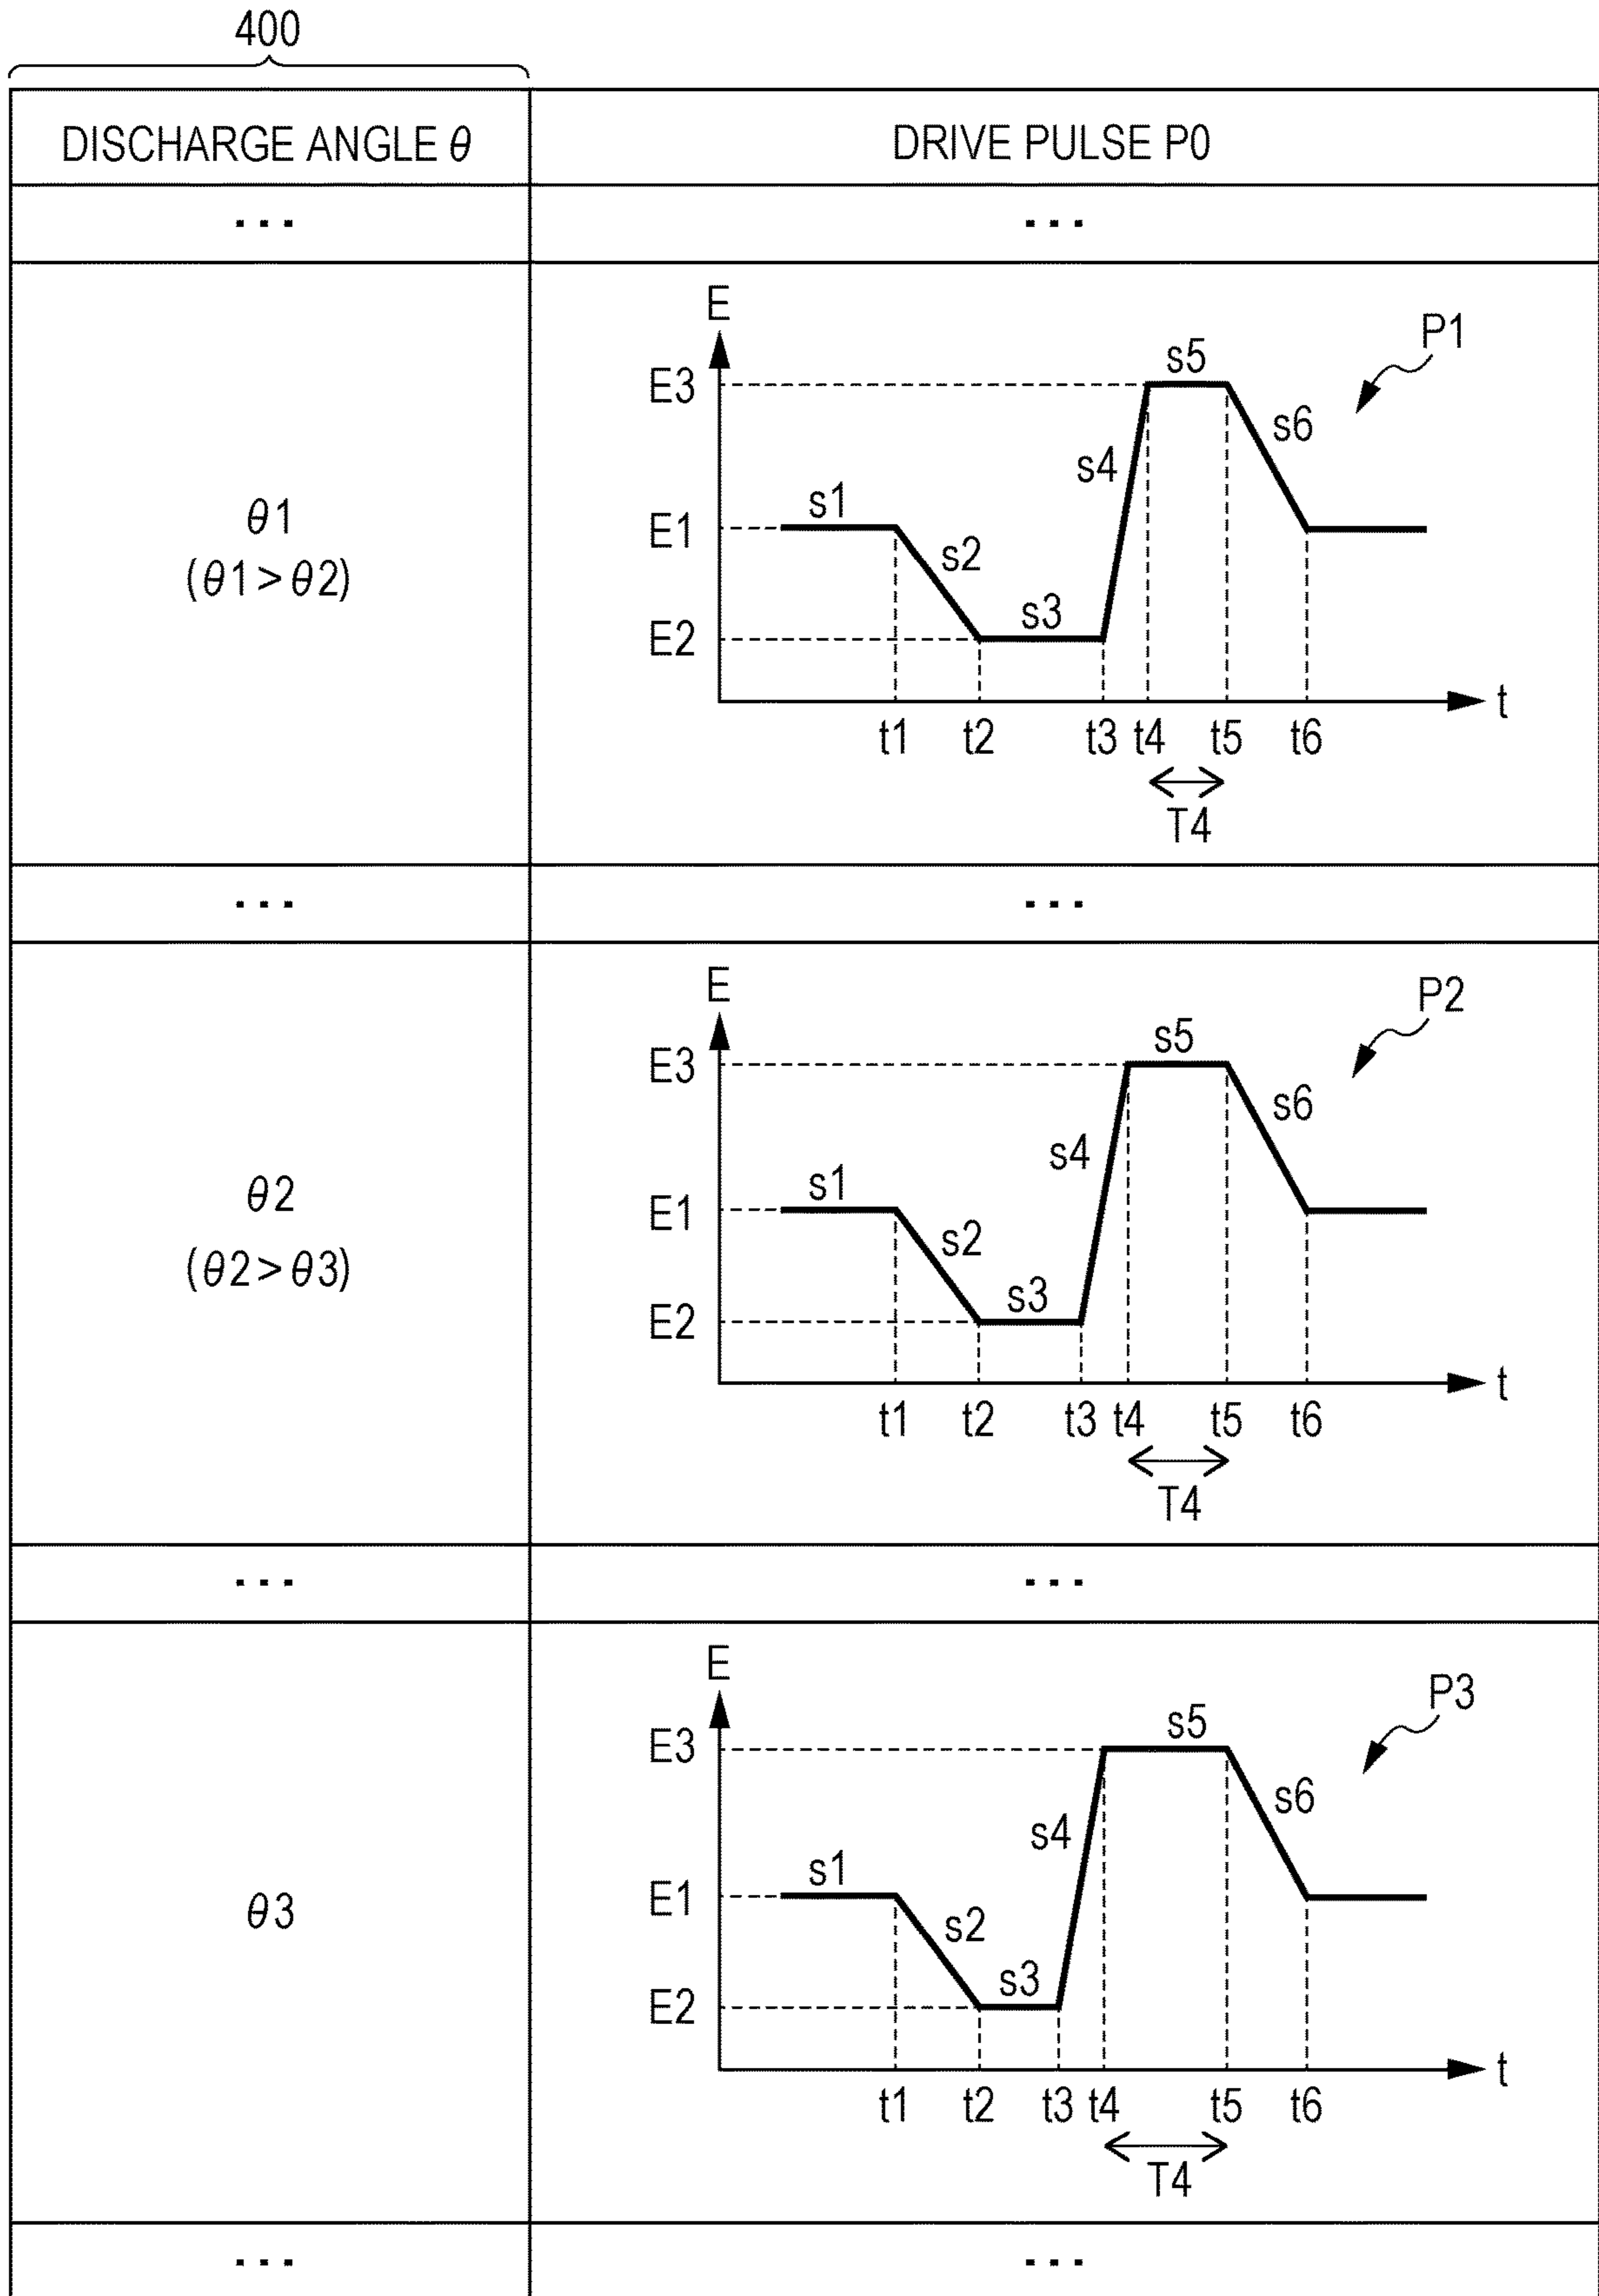 400
DISCHARGE ANGLE θ
DRIVE PULSE P0
...
...
θ1
(θ1>θ2)
E
P1
E3
s5
s6
s4
E1
s1
s2
E2
s3
t
t1 t2 t3 t4 t5 t6
T4
...
...
θ2
(θ2>θ3)
E
P2
E3
s5
s6
s4
E1
s1
s2
E2
s3
t
t1 t2 t3 t4 t5 t6
T4
...
...
θ3
E
P3
E3
s5
s6
s4
E1
s1
s2
E2
s3
t
t1 t2 t3 t4 t5 t6
T4
...
...